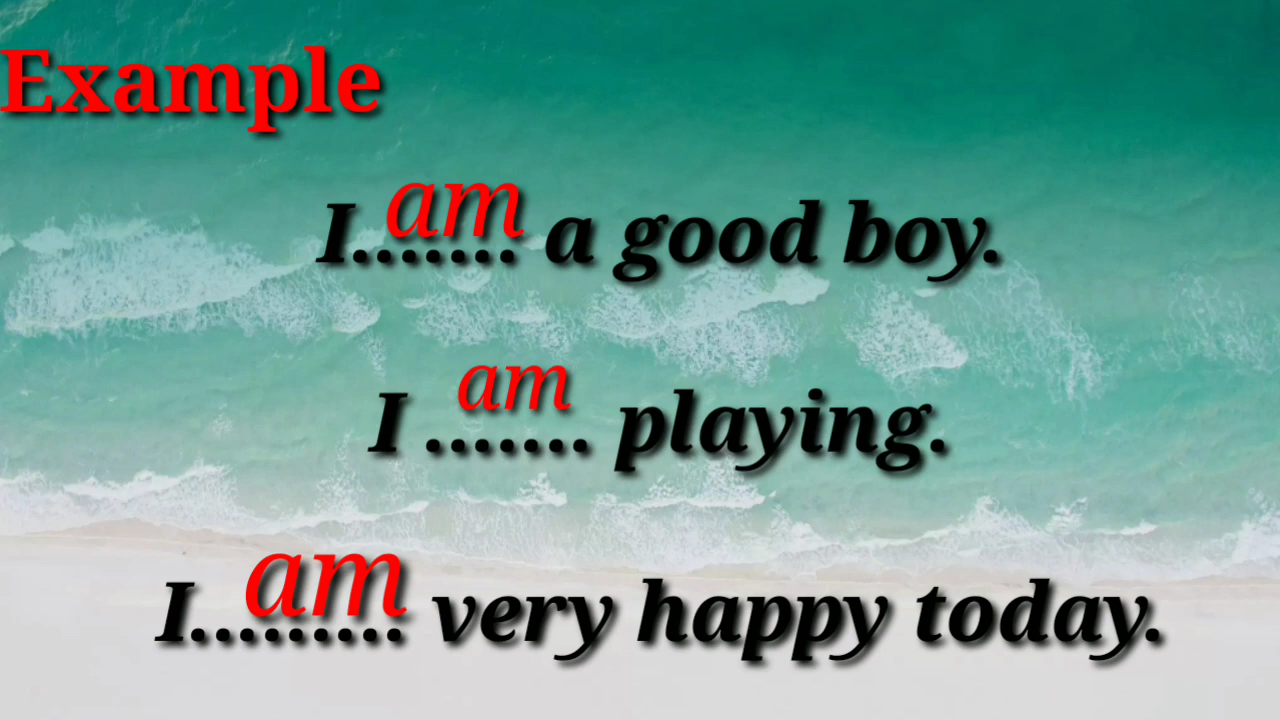 Example
I.......am a good boy.
I .......am playing.
I.........am very happy today.